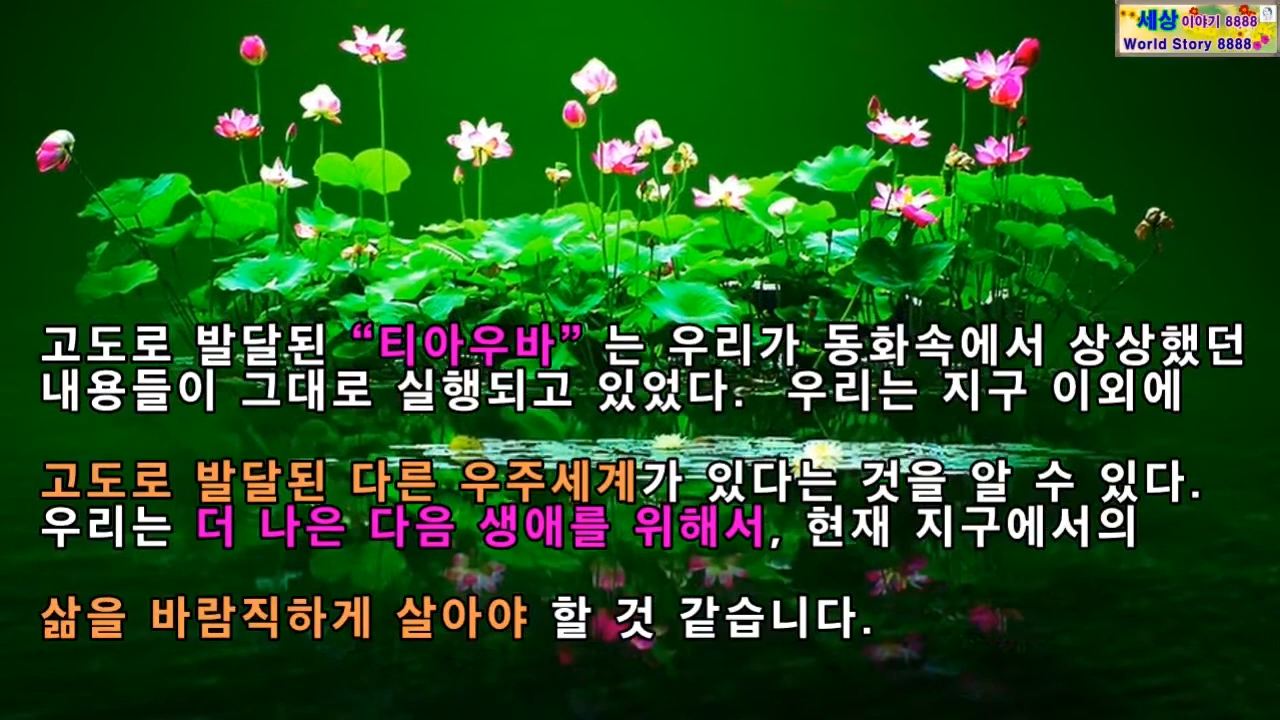 세상 이야기 8888
World Story 8888
고도로 발달된 “티아우바” 는 우리가 동화속에서 상상했던
내용들이 그대로 실행되고 있었다. 우리는 지구 이외에
고도로 발달된 다른 우주세계가 있다는 것을 알 수 있다.
우리는 더 나은 다음 생애를 위해서, 현재 지구에서의
삶을 바람직하게 살아야 할 것 같습니다.